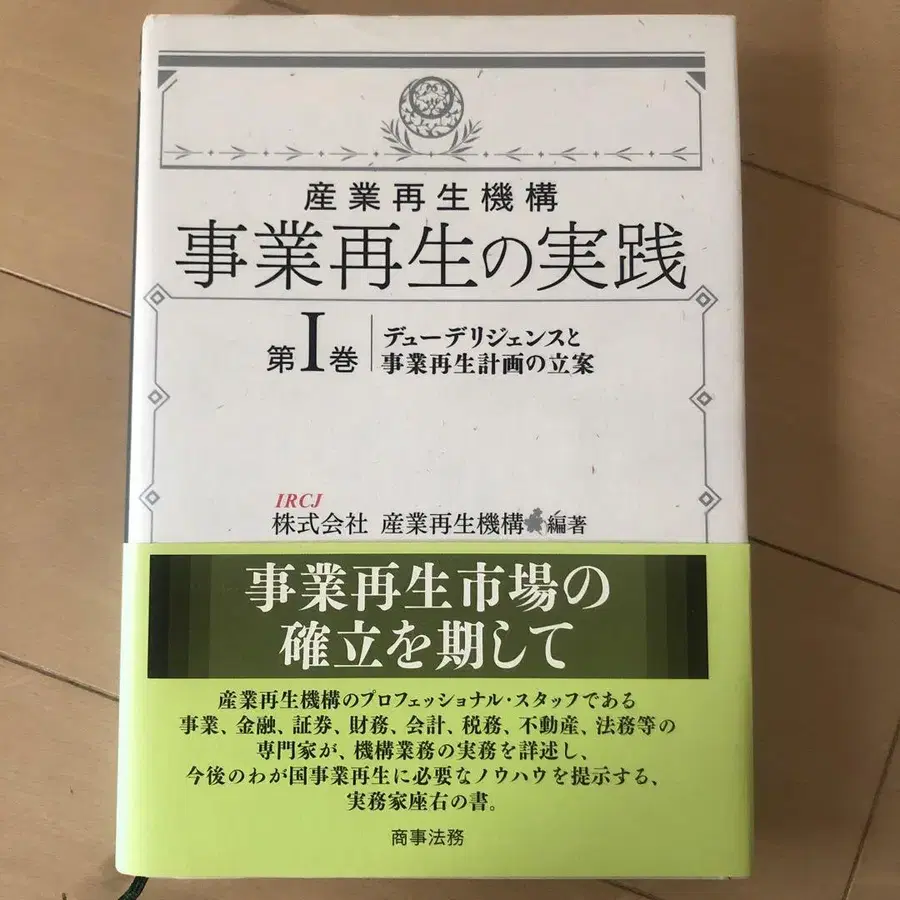 産業再生機構
事業再生の実践
第Ⅰ巻
デューデリジェンスと
事業再生計画の立案
IRCJ
株式会社 産業再生機構 編著
事業再生市場の
確立を期して
産業再生機構のプロフェッショナル・スタッフである
事業、金融、証券、財務、会計、税務、不動産、法務等の
専門家が、機構業務の実務を詳述し、
今後のわが国事業再生に必要なノウハウを提示する、
実務家座右の書。
商事法務